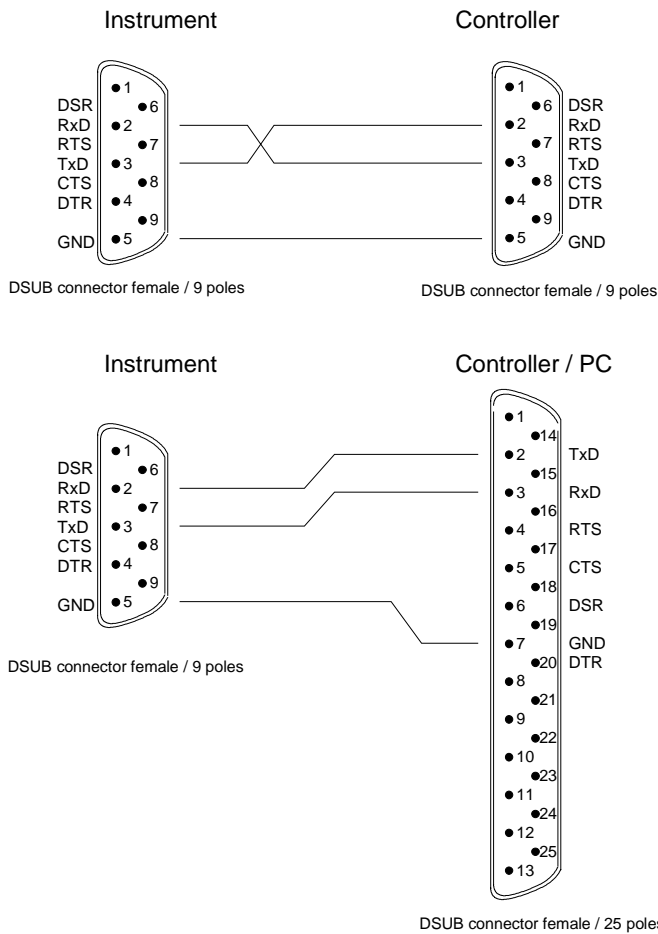 Instrument Controller
1 1
DSR 6 6 DSR
RxD 2 2 RxD
RTS 7 7 RTS
TxD 3 3 TxD
CTS 8 8 CTS
DTR 4 4 DTR
9 9
GND 5 5 GND
DSUB connector female / 9 poles DSUB connector female / 9 poles
Instrument Controller / PC
1
14
1
2 TxD
DSR 6
15
RxD 2
3 RxD
RTS 7
16
TxD 3
4 RTS
CTS 8
17
DTR 4
5 CTS
9
18
GND 5
6 DSR
19
7 GND
DSUB connector female / 9 poles
20 DTR
8
21
9
22
10
23
11
24
12
25
13
DSUB connector female / 25 poles